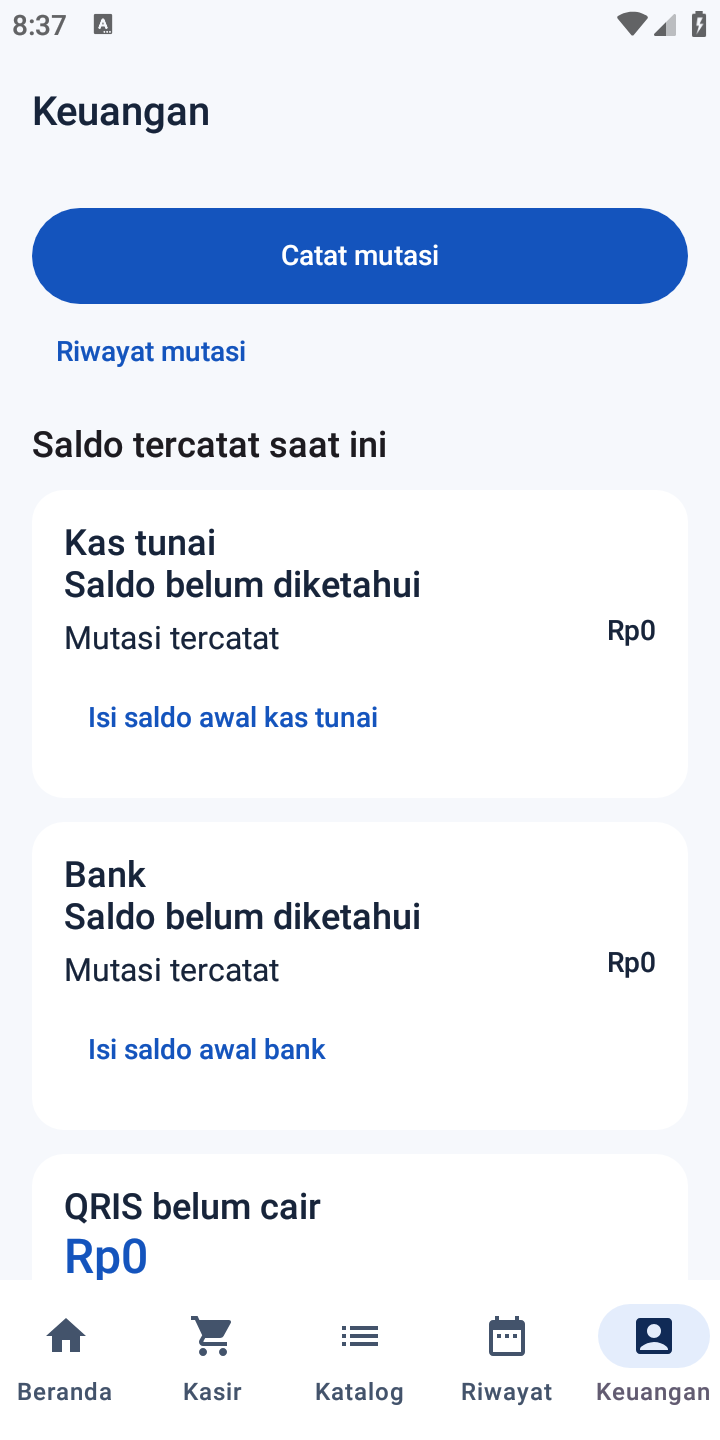 8:37
Keuangan
Catat mutasi
Riwayat mutasi
Saldo tercatat saat ini
Kas tunai
Saldo belum diketahui
Mutasi tercatat Rp0
Isi saldo awal kas tunai
Bank
Saldo belum diketahui
Mutasi tercatat Rp0
Isi saldo awal bank
QRIS belum cair
Rp0
Beranda Kasir Katalog Riwayat Keuangan